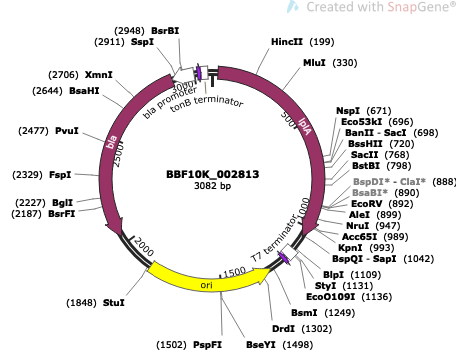 Created with SnapGene®
(2948) BsrBI
(2911) SspI
HincII (199)
MluI (330)
(2706) XmnI
(2644) BsaHI
(2477) PvuI
(2329) FspI
(2227) BglI
(2187) BsrFI
(1848) StuI
(1502) PspFI
BseYI (1498)
DrdI (1302)
BsmI (1249)
EcoO109I (1136)
StyI (1131)
BlpI (1109)
BspQI - SapI (1042)
KpnI (993)
Acc65I (989)
NruI (947)
AleI (899)
EcoRV (892)
BsaBI* (890)
BspDI* - ClaI* (888)
BstBI (798)
SacII (768)
BssHII (720)
BanII - SacI (698)
Eco53kI (696)
NspI (671)
bla promoter
tonB terminator
lplA
bla
T7 terminator
ori
500
1000
1500
2000
2500
3000
BBF10K_002813
3082 bp